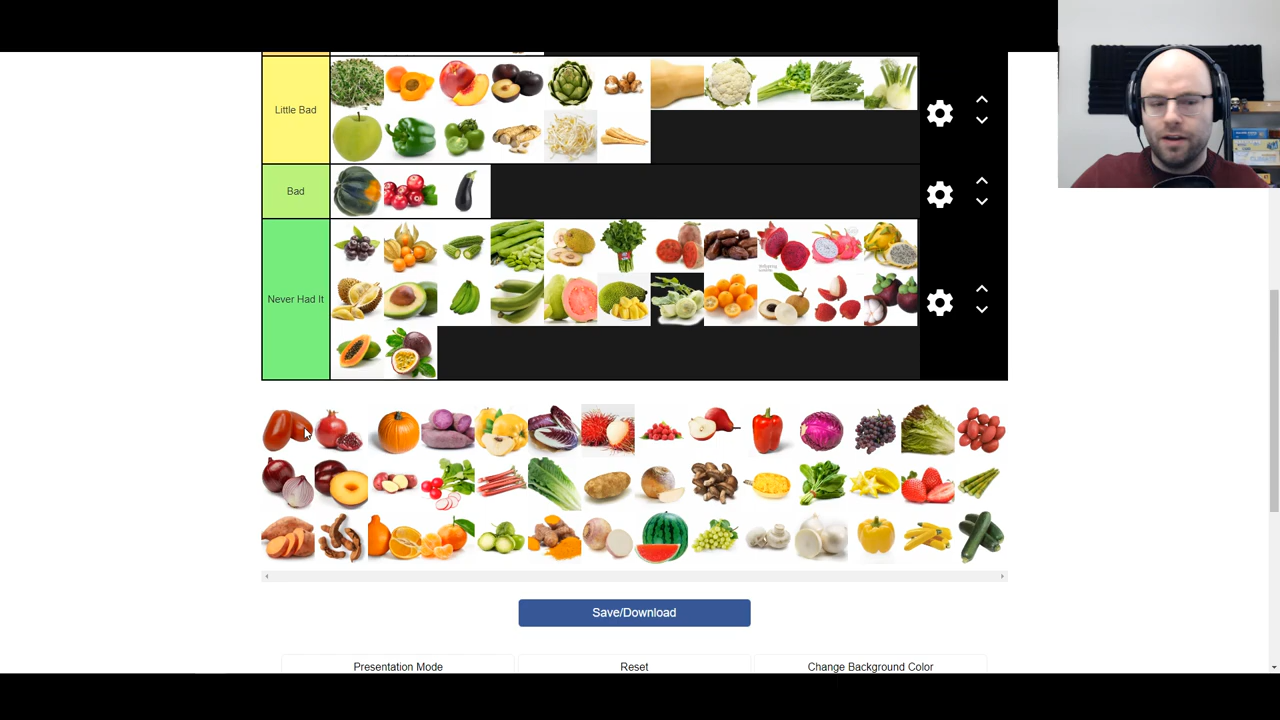 Little Bad
Bad
Never Had It
Save/Download
Presentation Mode
Reset
Change Background Color